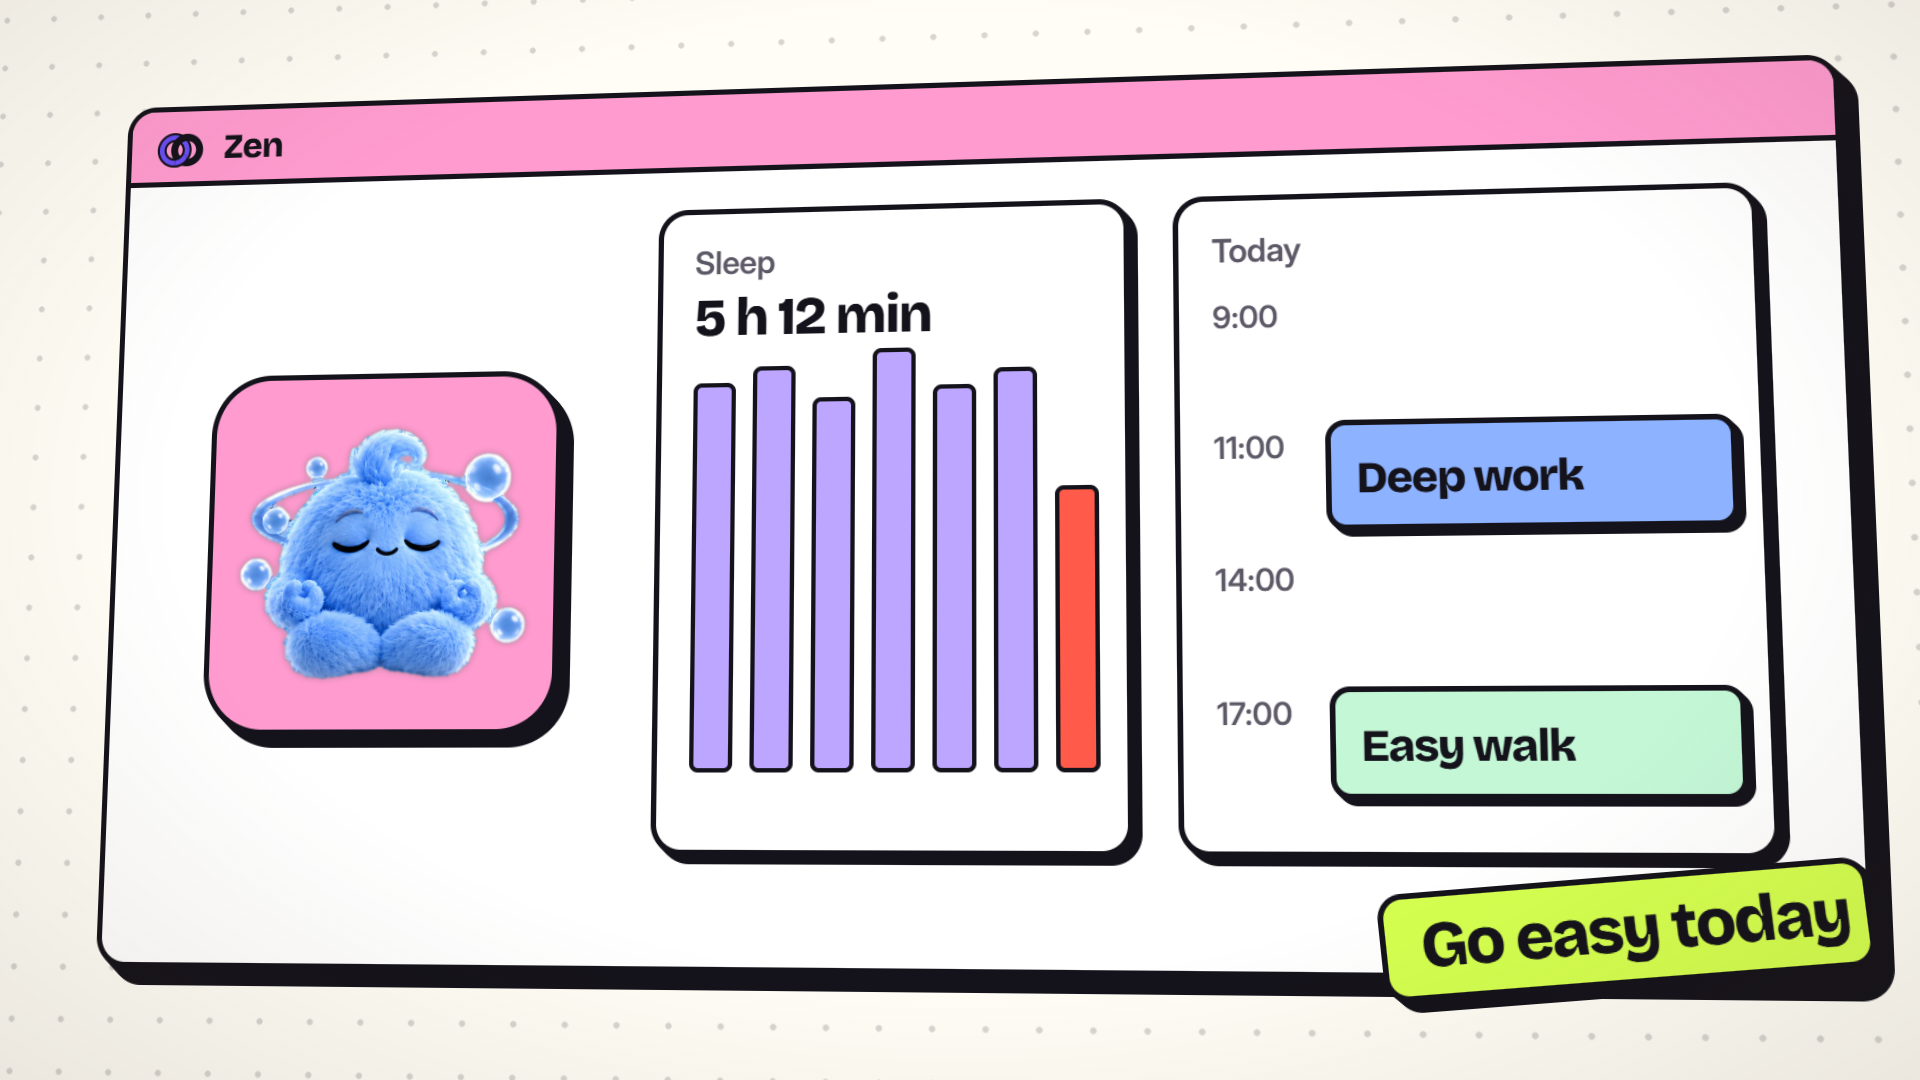 Zen
Sleep
5 h 12 min
Today
9:00
11:00
Deep work
14:00
17:00
Easy walk
Go easy today